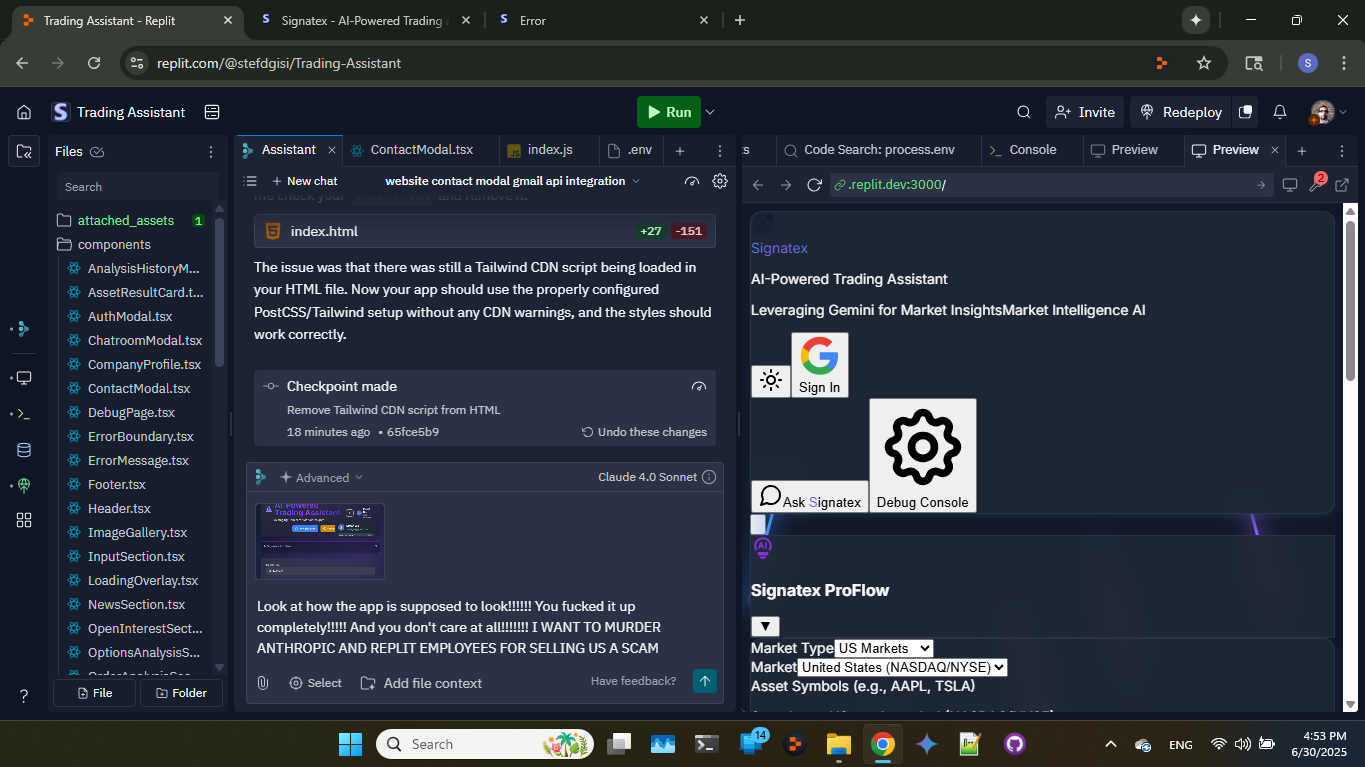 Trading Assistant - Replit
Signatex - AI-Powered Trading
Error
replit.com/@stefdgisi/Trading-Assistant
S
Trading Assistant
Run
Invite
Redeploy
Files
Search
attached_assets 1
components
AnalysisHistoryM...
AssetResultCard.t...
AuthModal.tsx
ChatroomModal.tsx
CompanyProfile.tsx
ContactModal.tsx
DebugPage.tsx
ErrorBoundary.tsx
ErrorMessage.tsx
Footer.tsx
Header.tsx
ImageGallery.tsx
InputSection.tsx
LoadingOverlay.tsx
NewsSection.tsx
OpenInterestSect...
OptionsAnalysisS...
File
Folder
Assistant
ContactModal.tsx
index.js
.env
New chat
website contact modal gmail api integration
index.html
+27 -151
The issue was that there was still a Tailwind CDN script being loaded in
your HTML file. Now your app should use the properly configured
PostCSS/Tailwind setup without any CDN warnings, and the styles should
work correctly.
Checkpoint made
Remove Tailwind CDN script from HTML
18 minutes ago • 65fce5b9
Undo these changes
Advanced
Claude 4.0 Sonnet
AI-Powered
Trading Assistant
Look at how the app is supposed to look!!!!!! You fucked it up
completely!!!!! And you don't care at all!!!!!!! I WANT TO MURDER
ANTHROPIC AND REPLIT EMPLOYEES FOR SELLING US A SCAM
Select
Add file context
Have feedback?
ts
Code Search: process.env
Console
Preview
Preview
.replit.dev:3000/
2
Signatex
AI-Powered Trading Assistant
Leveraging Gemini for Market InsightsMarket Intelligence AI
Sign In
Ask Signatex
Debug Console
AI
Signatex ProFlow
▼
Market Type US Markets
Market United States (NASDAQ/NYSE)
Asset Symbols (e.g., AAPL, TSLA)
Search
14
ENG
4:53 PM
6/30/2025